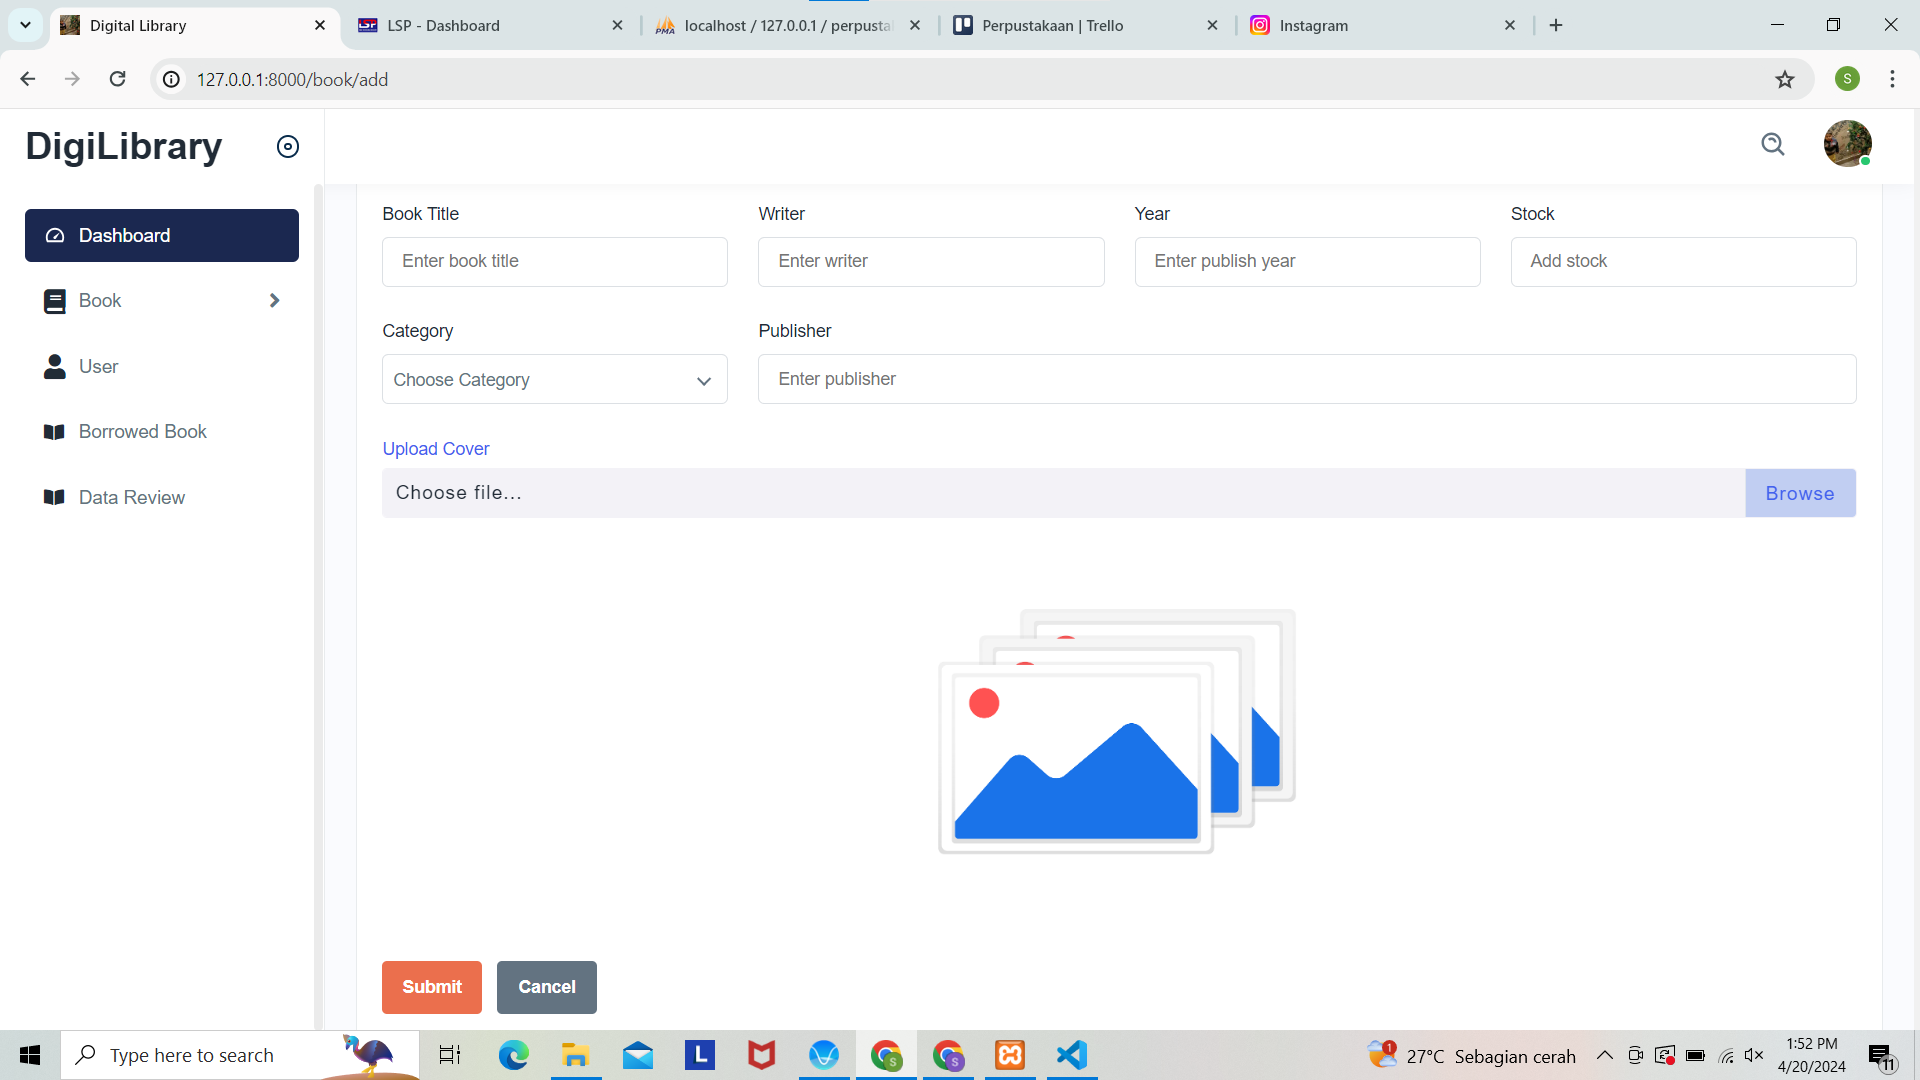 Digital Library
LSP - Dashboard
localhost / 127.0.0.1 / perpusta
Perpustakaan | Trello
Instagram
127.0.0.1:8000/book/add
S
DigiLibrary
Dashboard
Book
User
Borrowed Book
Data Review
Book Title
Writer
Year
Stock
Enter book title
Enter writer
Enter publish year
Add stock
Category
Publisher
Choose Category
Enter publisher
Upload Cover
Choose file...
Browse
Submit
Cancel
Type here to search
L
S
S
1
27°C Sebagian cerah
1:52 PM
4/20/2024
11